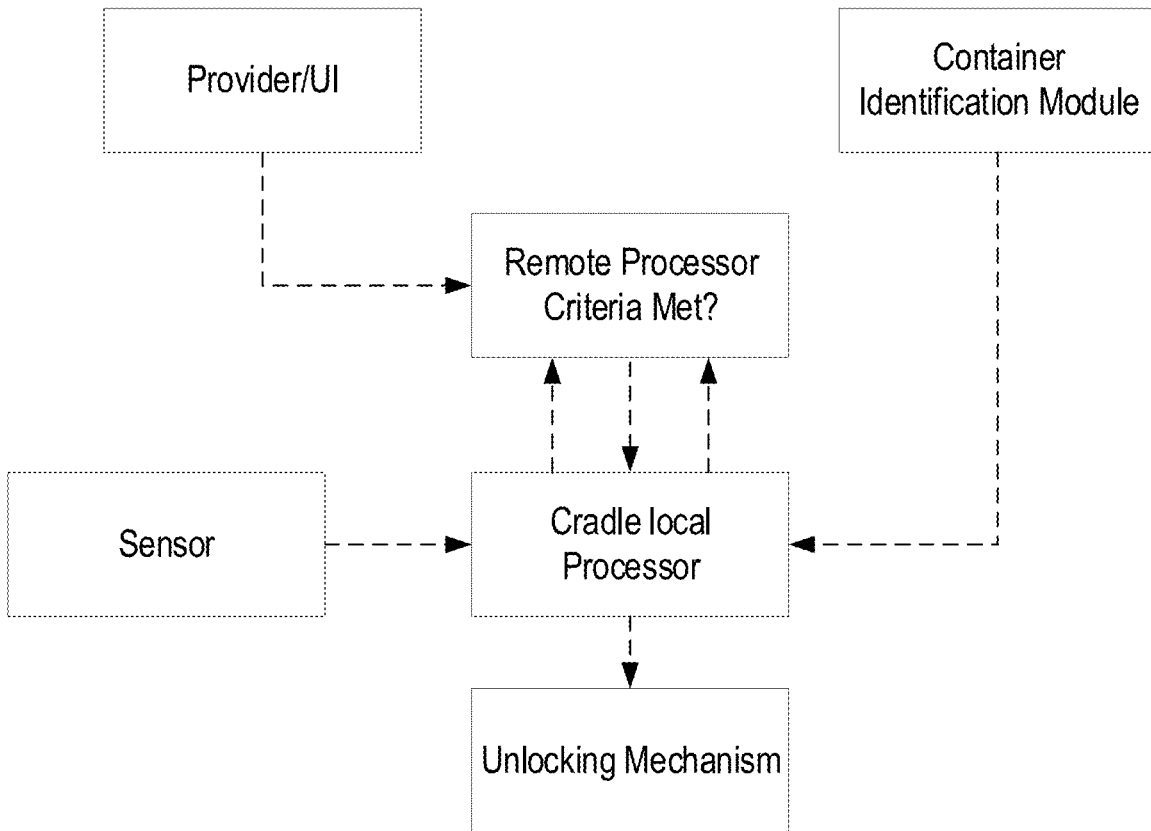 Provider/UI
Container
Identification Module
Remote Processor
Criteria Met?
Sensor
Cradle local
Processor
Unlocking Mechanism